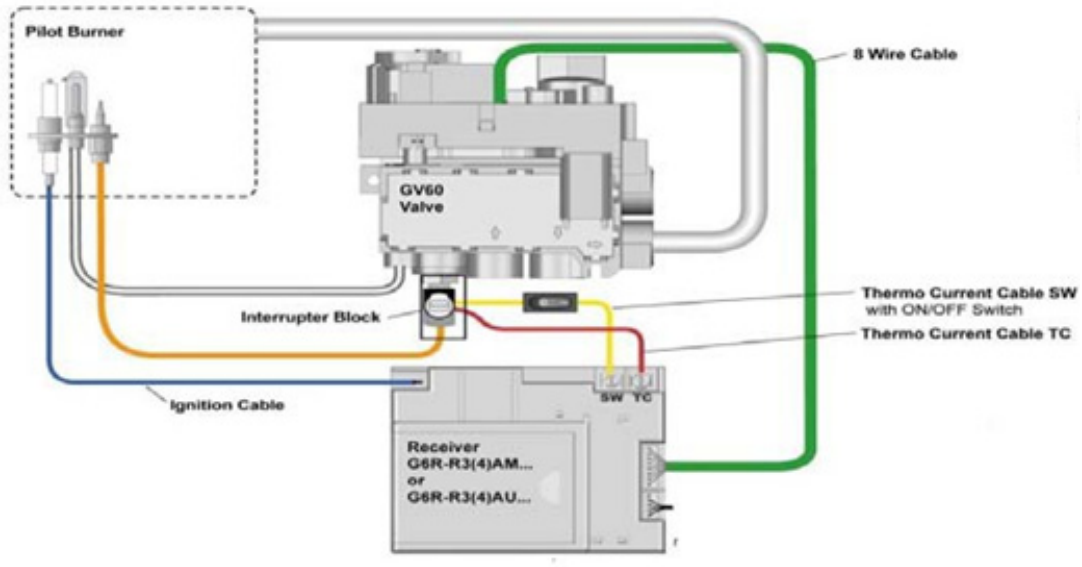 Pilot Burner
8 Wire Cable
GV60
Valve
Thermo Current Cable SW
with ON/OFF Switch
Interrupter Block
Thermo Current Cable TC
SW TC
Ignition Cable
Receiver
G6R-R3(4)AM...
or
G6R-R3(4)AU...
r